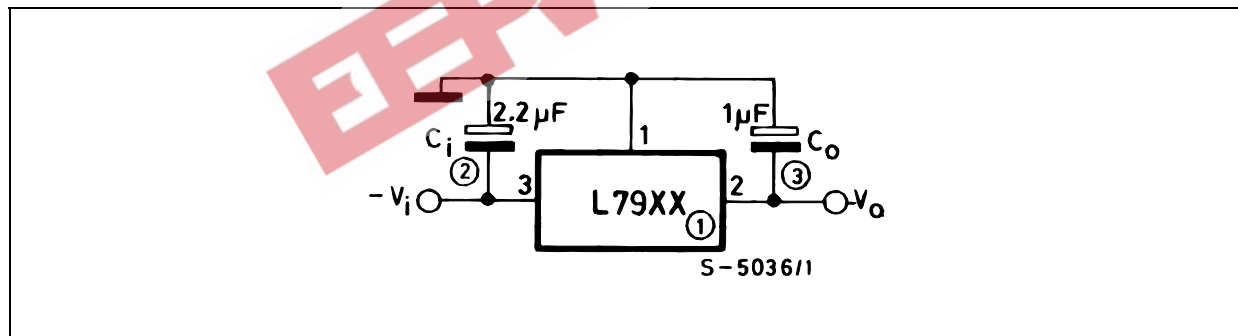 2.2µF
1µF
Ci
1
Co
②
③
-Vi
3
L79XX
2
-Vo
①
S-5036/1